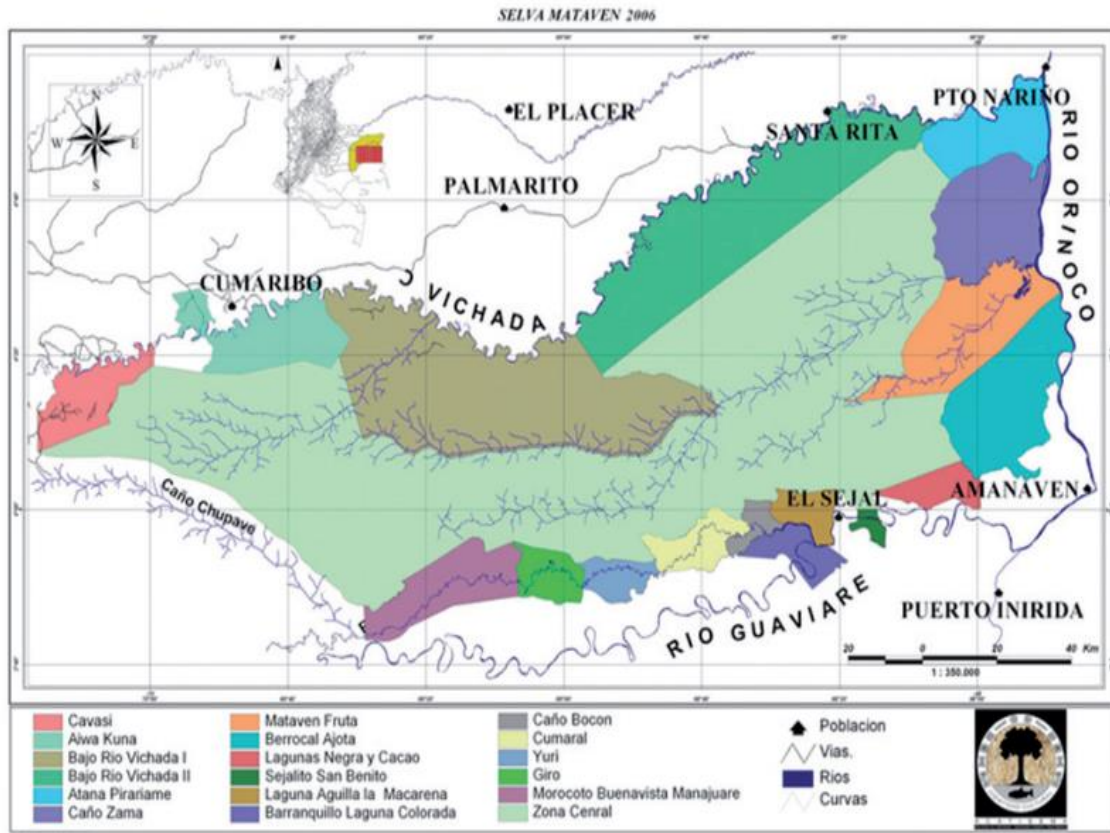 SELVA MATAVEN 2006
N
W
E
S
EL PLACER
PTO NARIÑO
SANTA RITA
PALMARITO
RIO ORINOCO
CUMARIBO
VICHADA
Caño Chupave
EL SEJAL
AMANAVEN
PUERTO INIRIDA
RIO GUAVIARE
20 0 20 40 Km
1 : 350.000
Cavasi
Aiwa Kuna
Bajo Rio Vichada I
Bajo Rio Vichada II
Atana Pirariame
Caño Zama
Mataven Fruta
Berrocal Ajota
Lagunas Negra y Cacao
Sejalito San Benito
Laguna Aguilla la Macarena
Barranquillo Laguna Colorada
Caño Bocon
Cumaral
Yuri
Giro
Morocoto Buenavista Manajuare
Zona Cenral
Poblacion
Vias.
Rios
Curvas